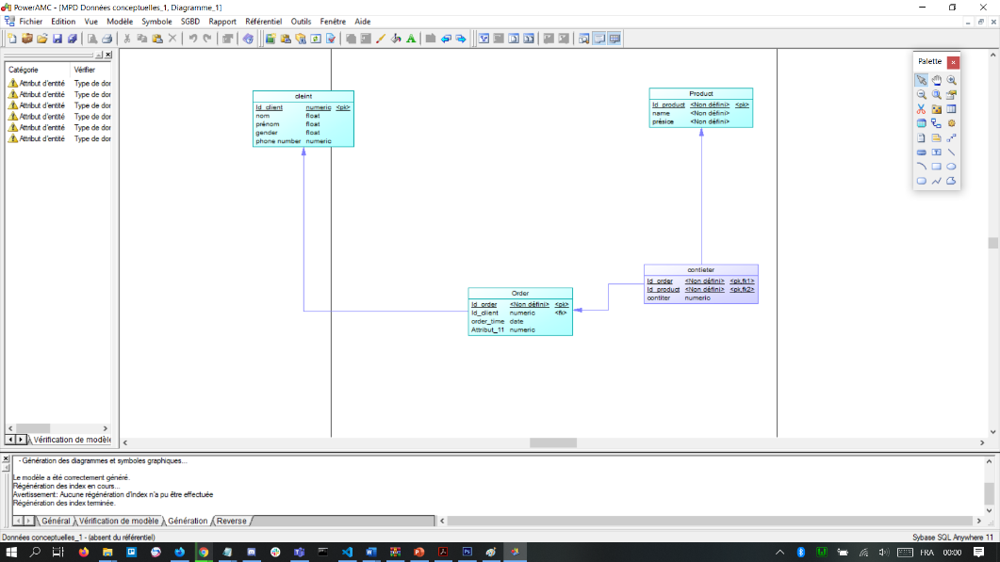 PowerAMC - [MPD Données conceptuelles_1, Diagramme_1]
Fichier Edition Vue Modèle Symbole SGBD Rapport Référentiel Outils Fenêtre Aide
Catégorie Vérifier
Attribut d'entité Type de dor
Attribut d'entité Type de dor
Attribut d'entité Type de dor
Attribut d'entité Type de dor
Attribut d'entité Type de dor
Attribut d'entité Type de dor
Vérification de modèle
cleint
Id_client numeric <pk>
nom float
prénom float
gender float
phone number numeric
Product
Id_product <Non défini> <pk>
name <Non défini>
présice <Non défini>
Palette
contieter
Id_order <Non défini> <pk,fk1>
Id_product <Non défini> <pk,fk2>
contiter numeric
Order
Id_order <Non défini> <pk>
Id_client numeric <fk>
order_time date
Attribut_11 numeric
- Génération des diagrammes et symboles graphiques...
Le modèle a été correctement généré.
Régénération des index en cours...
Avertissement: Aucune régénération d'index n'a pu être effectuée
Régénération des index terminée.
Général Vérification de modèle Génération Reverse
Données conceptuelles_1 - (absent du référentiel)
Sybase SQL Anywhere 11
FRA 00:00